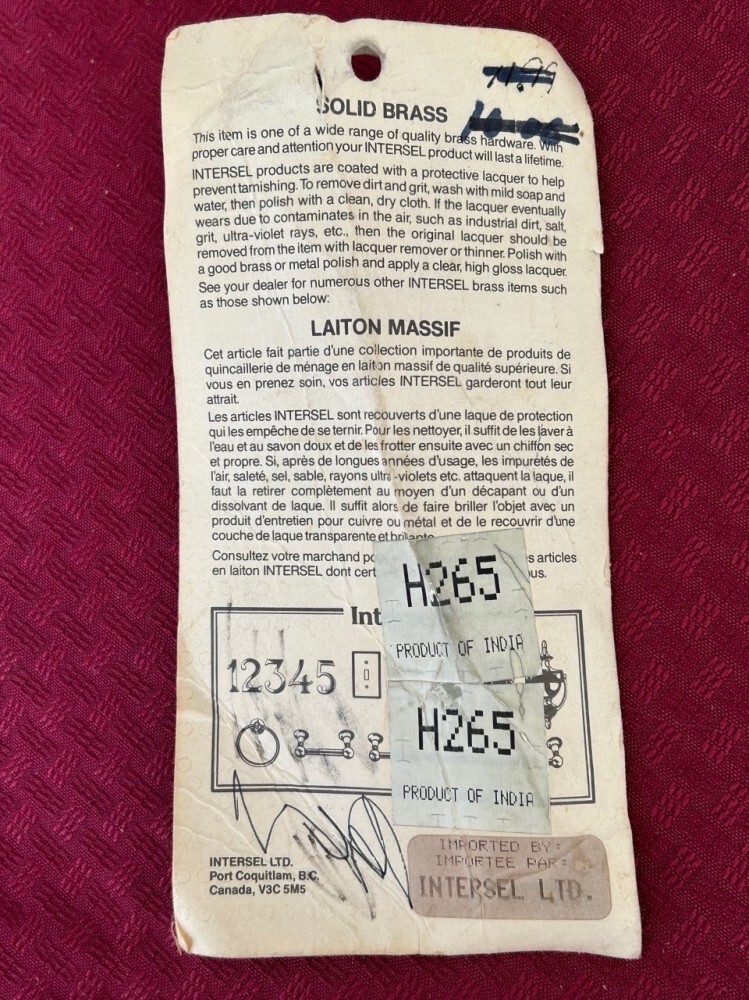 11.99
10.00
SOLID BRASS
This item is one of a wide range of quality brass hardware. With
proper care and attention your INTERSEL product will last a lifetime.
INTERSEL products are coated with a protective lacquer to help
prevent tarnishing. To remove dirt and grit, wash with mild soap and
water, then polish with a clean, dry cloth. If the lacquer eventually
wears due to contaminates in the air, such as industrial dirt, salt,
grit, ultra-violet rays, etc., then the original lacquer should be
removed from the item with lacquer remover or thinner. Polish with
a good brass or metal polish and apply a clear, high gloss lacquer.
See your dealer for numerous other INTERSEL brass items such
as those shown below:
LAITON MASSIF
Cet article fait partie d'une collection importante de produits de
quincaillerie de ménage en laiton massif de qualité supérieure. Si
vous en prenez soin, vos articles INTERSEL garderont tout leur
attrait.
Les articles INTERSEL sont recouverts d'une laque de protection
qui les empêche de se ternir. Pour les nettoyer, il suffit de les laver à
l'eau et au savon doux et de les frotter ensuite avec un chiffon sec
et propre. Si, après de longues années d'usage, les impurétés de
l'air, saleté, sel, sable, rayons ultra-violets etc. attaquent la laque, il
faut la retirer complètement au moyen d'un décapant ou d'un
dissolvant de laque. Il suffit alors de faire briller l'objet avec un
produit d'entretien pour cuivre ou métal et de le recouvrir d'une
couche de laque transparente et brillante.
Consultez votre marchand po es articles
en laiton INTERSEL dont cert ous.
Int
12345
H265
PRODUCT OF INDIA
H265
PRODUCT OF INDIA
INTERSEL LTD.
Port Coquitlam, B.C.
Canada, V3C 5M5
IMPORTED BY:
IMPORTEE PAR:
INTERSEL LTD.